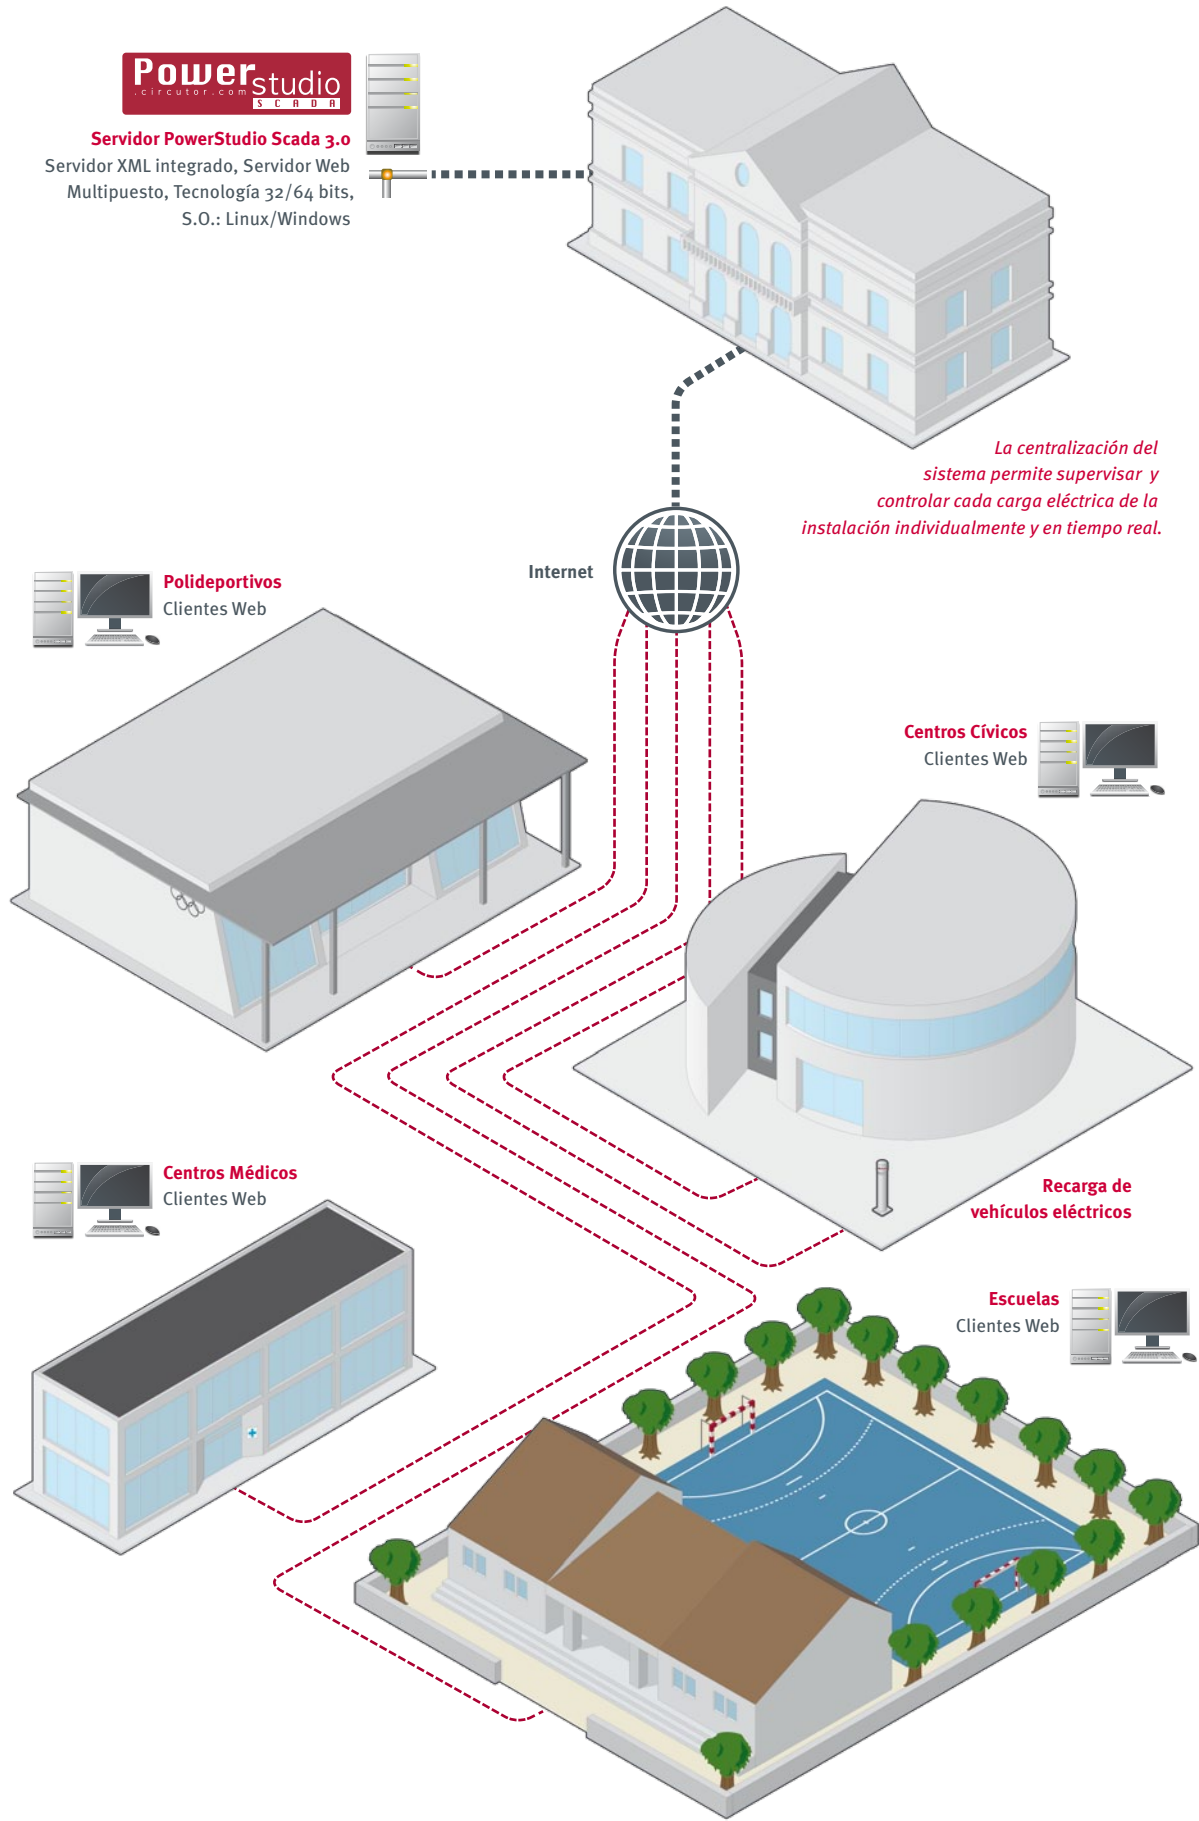 Power studio
.circutor.com
SCADA
Servidor PowerStudio Scada 3.0
Servidor XML integrado, Servidor Web
Multipuesto, Tecnología 32/64 bits,
S.O.: Linux/Windows
La centralización del
sistema permite supervisar y
controlar cada carga eléctrica de la
instalación individualmente y en tiempo real.
Internet
Polideportivos
Clientes Web
Centros Cívicos
Clientes Web
Centros Médicos
Clientes Web
Recarga de
vehículos eléctricos
Escuelas
Clientes Web